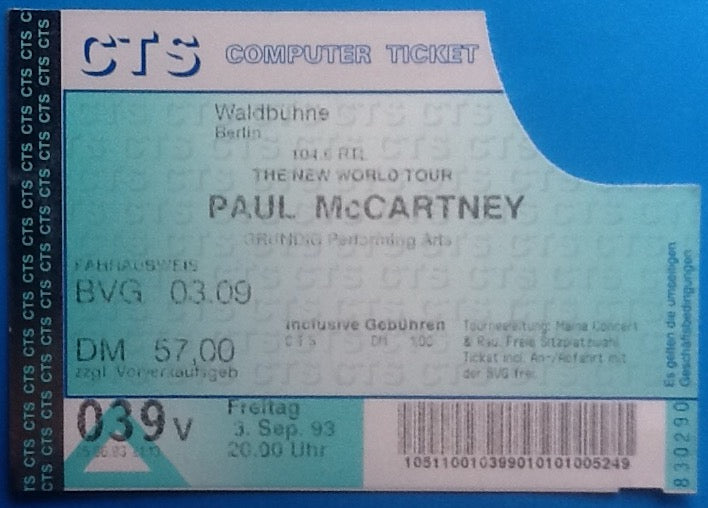 CTS COMPUTER TICKET
Waldbühne
Berlin
104.6 RTL
THE NEW WORLD TOUR
PAUL McCARTNEY
GRUNDIG Performing Arts
FAHRAUSWEIS
BVG 03.09
DM 57,00
zzgl. Vorverkaufsgeb
Inclusive Gebühren
CTS DM 1,00
Tourneeleitung: Mama Concert
& Rau. Freie Sitzplatzwahl
Ticket incl. An-/Abfahrt mit
der BVG frei.
039 V
Freitag
3. Sep. 93
20.00 Uhr
105110010399010101005249
Es gelten die umseitigen
Geschäftsbedingungen
830290